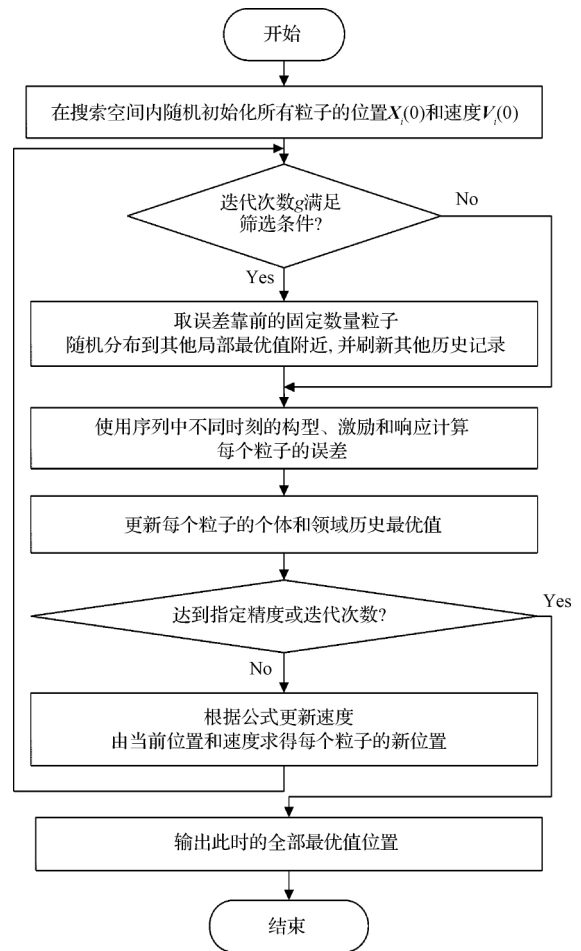 开始
在搜索空间内随机初始化所有粒子的位置Xᵢ(0)和速度Vᵢ(0)
迭代次数g满足
筛选条件?
No
Yes
取误差靠前的固定数量粒子
随机分布到其他局部最优值附近, 并刷新其他历史记录
使用序列中不同时刻的构型、激励和响应计算
每个粒子的误差
更新每个粒子的个体和领域历史最优值
达到指定精度或迭代次数?
Yes
No
根据公式更新速度
由当前位置和速度求得每个粒子的新位置
输出此时的全部最优值位置
结束